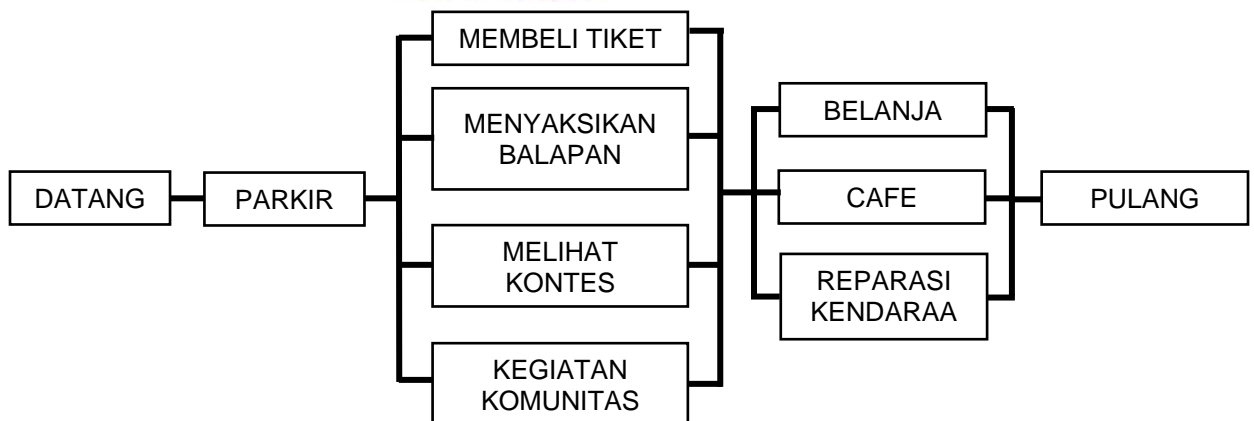 DATANG
PARKIR
MEMBELI TIKET
MENYAKSIKAN
BALAPAN
MELIHAT
KONTES
KEGIATAN
KOMUNITAS
BELANJA
CAFE
REPARASI
KENDARAA
PULANG